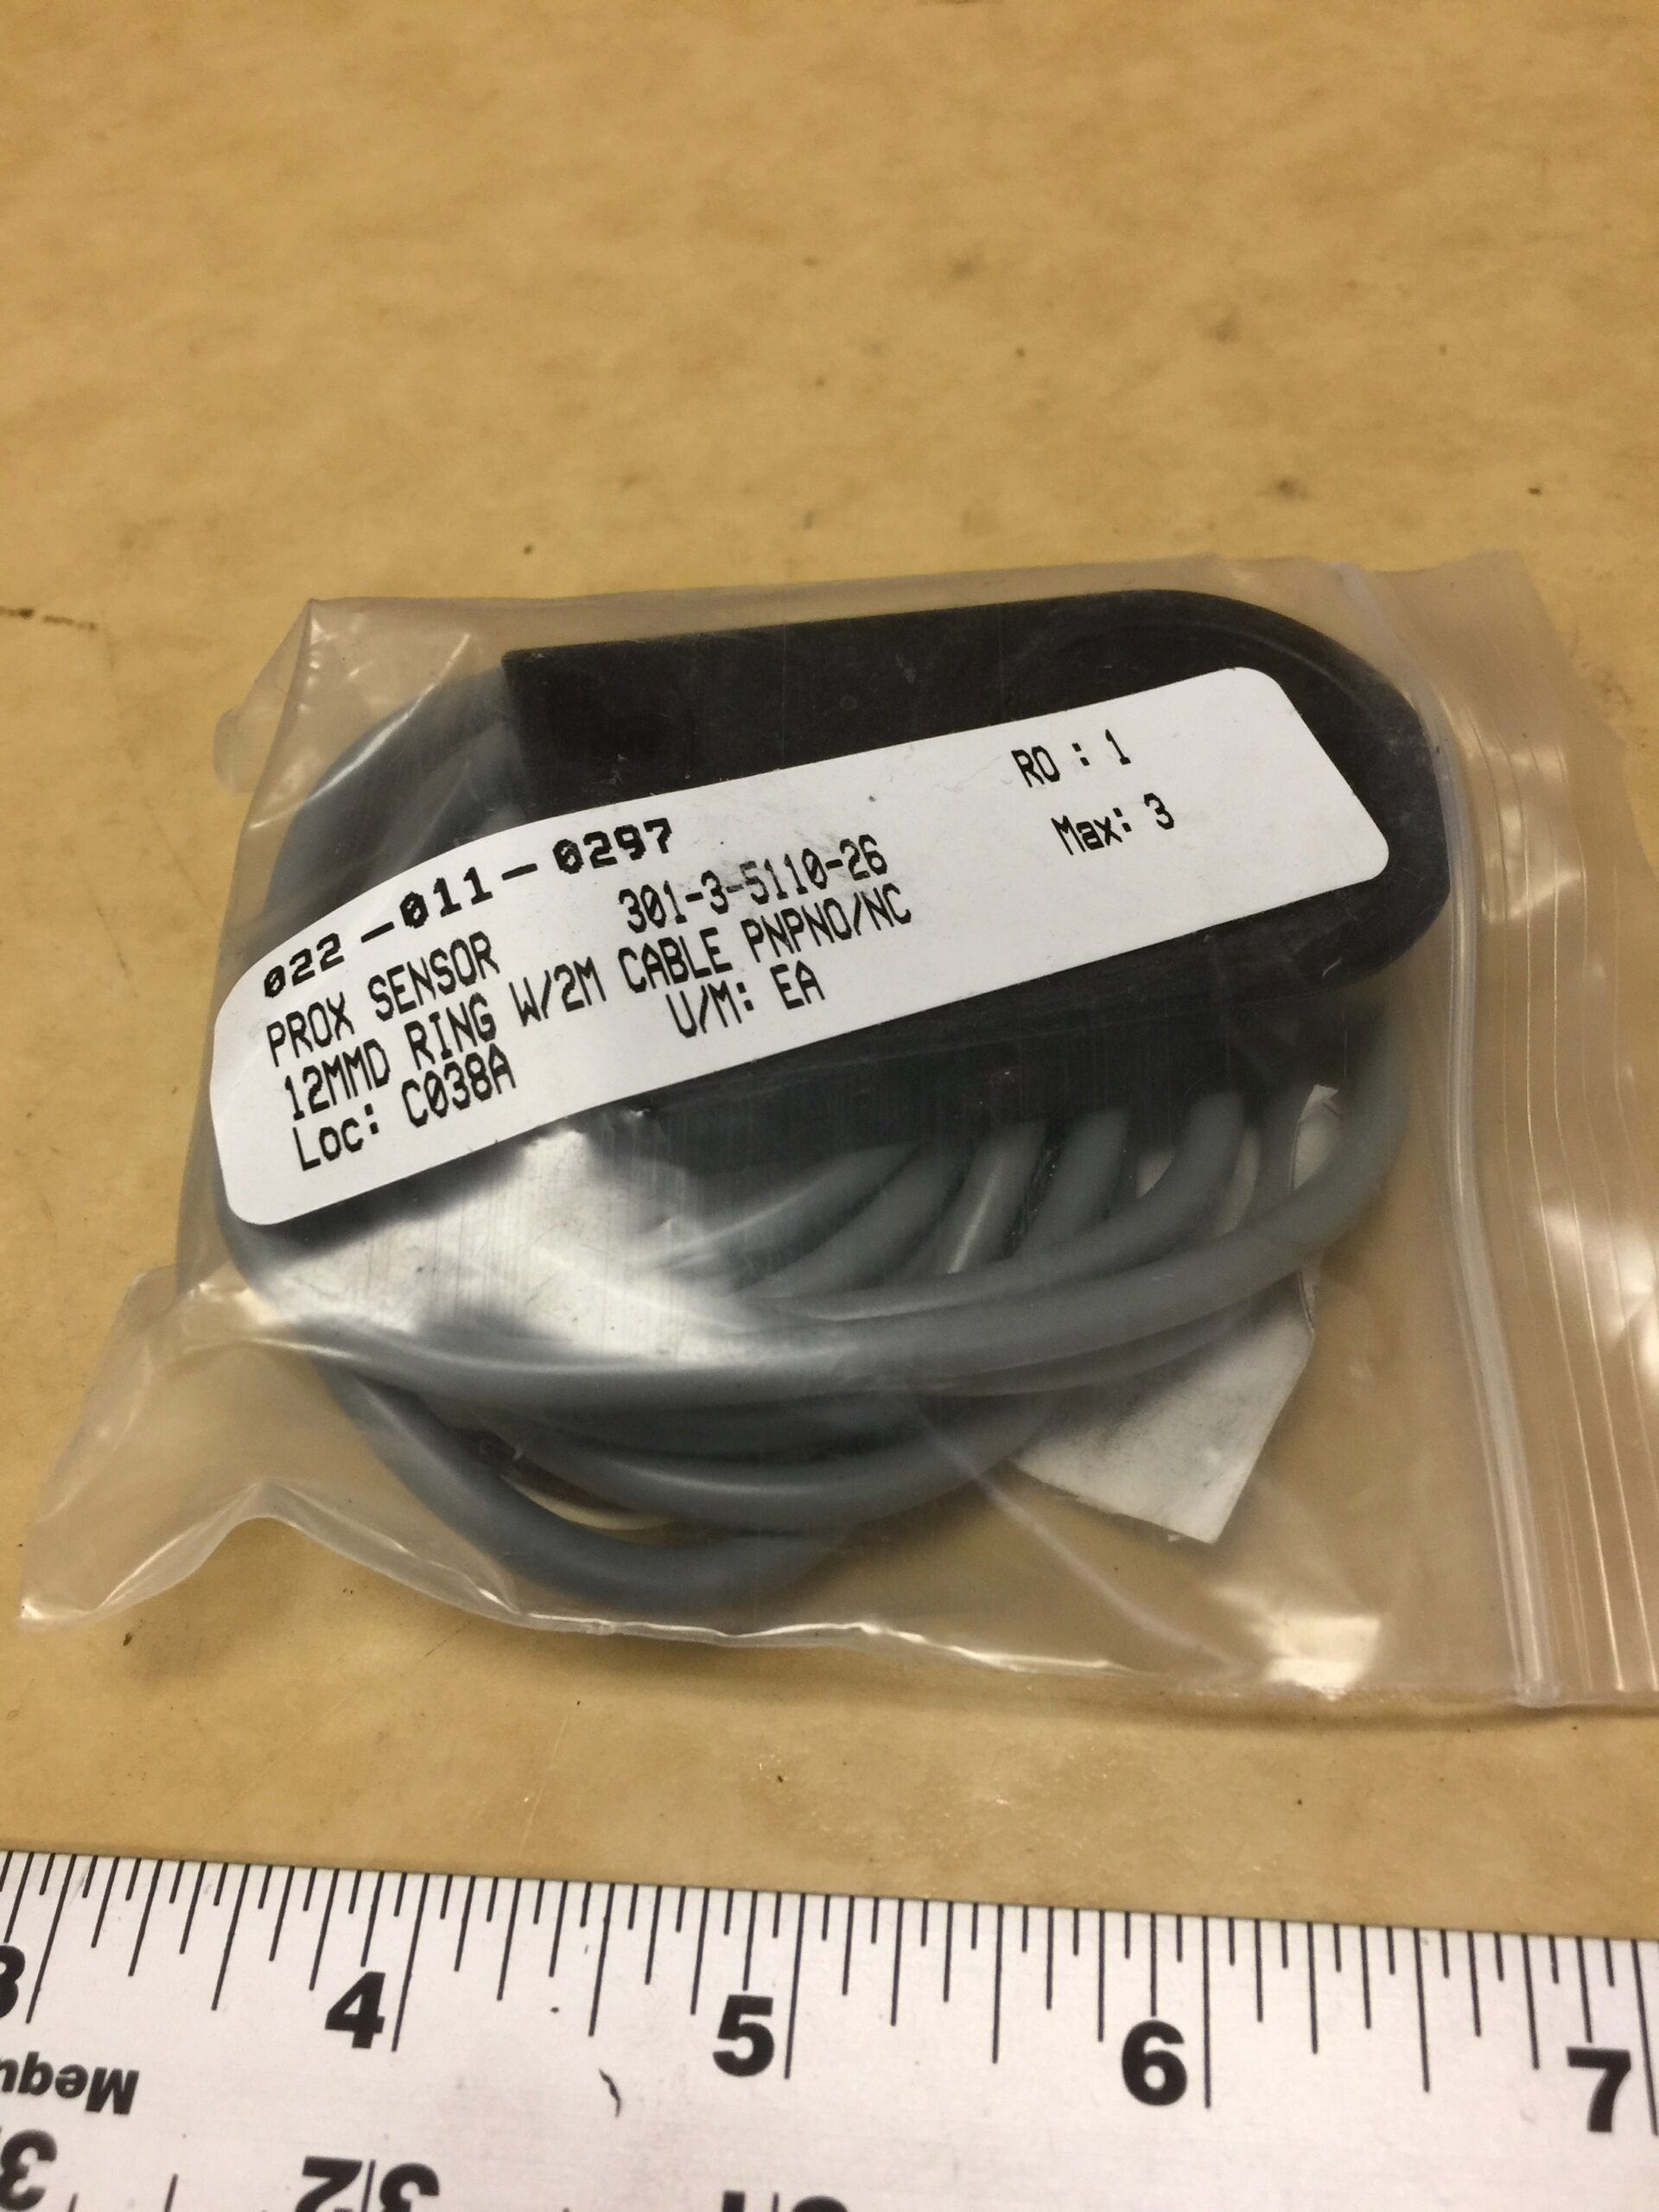 022-011-0297
RO : 1
PROX SENSOR 301-3-5110-26
Max: 3
12MMD RING W/2M CABLE PNPNO/NC
Loc: C038A U/M: EA
3 4 5 6 7